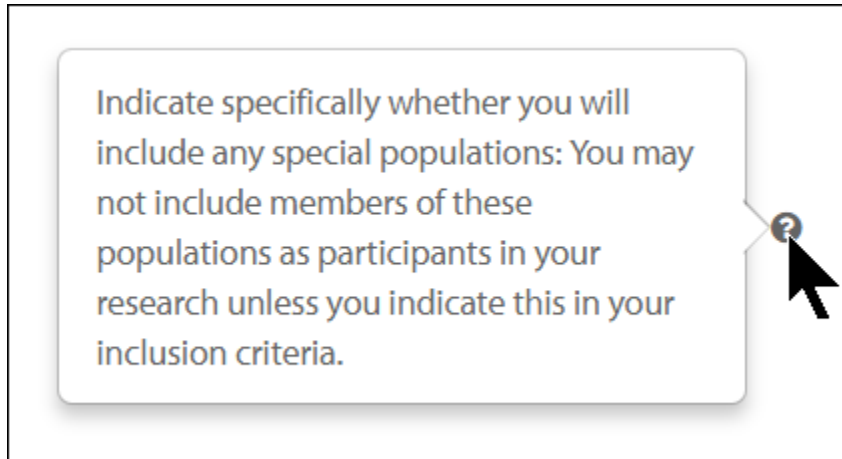 Indicate specifically whether you will
include any special populations: You may
not include members of these
populations as participants in your
research unless you indicate this in your
inclusion criteria.
?